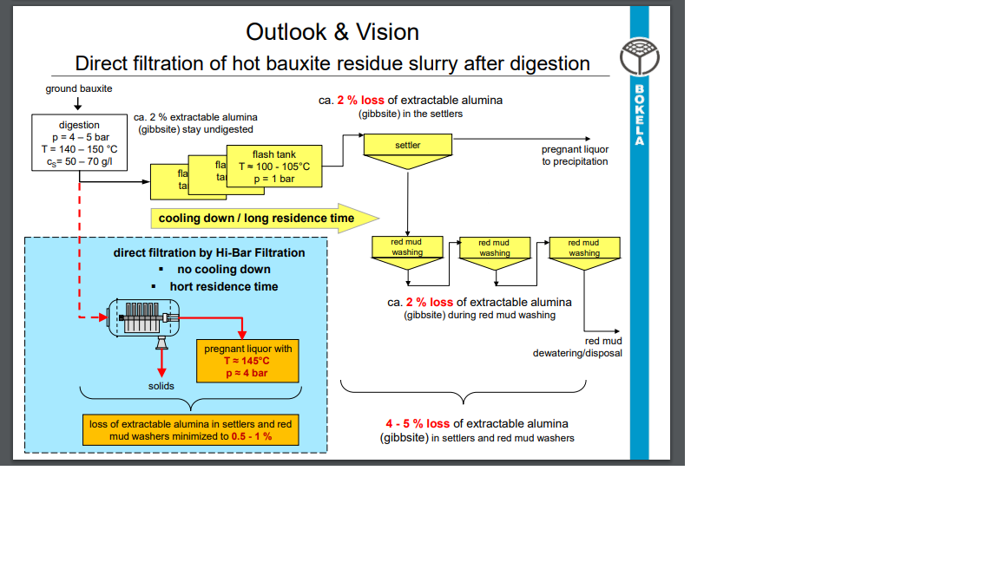 Outlook & Vision
Direct filtration of hot bauxite residue slurry after digestion
ground bauxite
digestion
p = 4 – 5 bar
T = 140 – 150 °C
cS= 50 – 70 g/l
ca. 2 % extractable alumina
(gibbsite) stay undigested
fla
ta
fla
ta
flash tank
T ≈ 100 - 105°C
p = 1 bar
ca. 2 % loss of extractable alumina
(gibbsite) in the settlers
settler
pregnant liquor
to precipitation
cooling down / long residence time
red mud
washing
red mud
washing
red mud
washing
ca. 2 % loss of extractable alumina
(gibbsite) during red mud washing
red mud
dewatering/disposal
4 - 5 % loss of extractable alumina
(gibbsite) in settlers and red mud washers
direct filtration by Hi-Bar Filtration
▪ no cooling down
▪ hort residence time
pregnant liquor with
T ≈ 145°C
p ≈ 4 bar
solids
loss of extractable alumina in settlers and red
mud washers minimized to 0.5 - 1 %
BOKELA